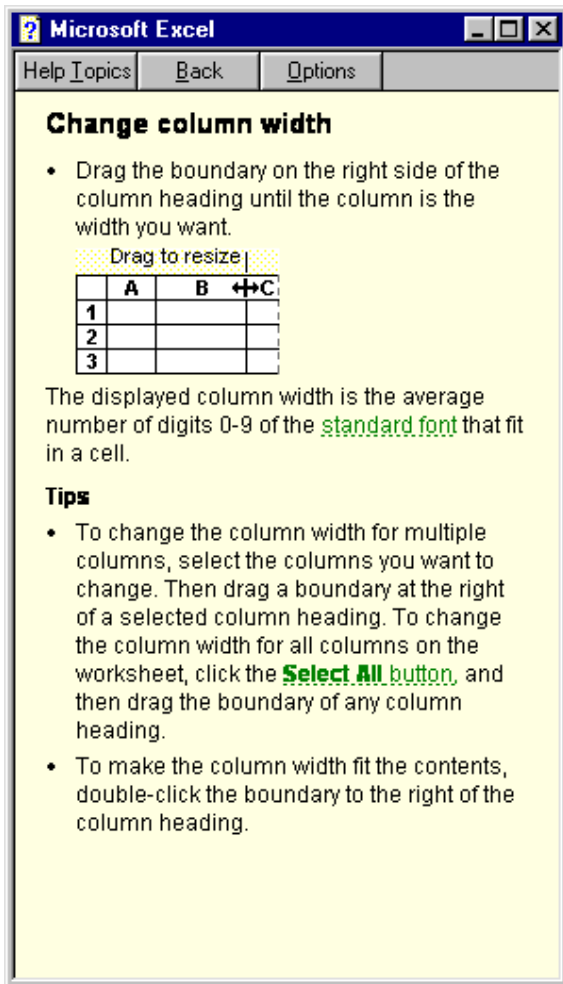 Microsoft Excel
Help Topics Back Options
Change column width
• Drag the boundary on the right side of the
column heading until the column is the
width you want.
Drag to resize
A B C
1
2
3
The displayed column width is the average
number of digits 0-9 of the standard font that fit
in a cell.
Tips
• To change the column width for multiple
columns, select the columns you want to
change. Then drag a boundary at the right
of a selected column heading. To change
the column width for all columns on the
worksheet, click the Select All button, and
then drag the boundary of any column
heading.
• To make the column width fit the contents,
double-click the boundary to the right of the
column heading.